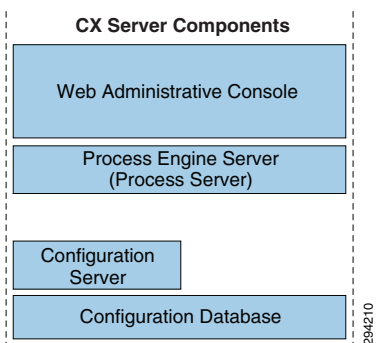 CX Server Components
Web Administrative Console
Process Engine Server
(Process Server)
Configuration
Server
Configuration Database
294210